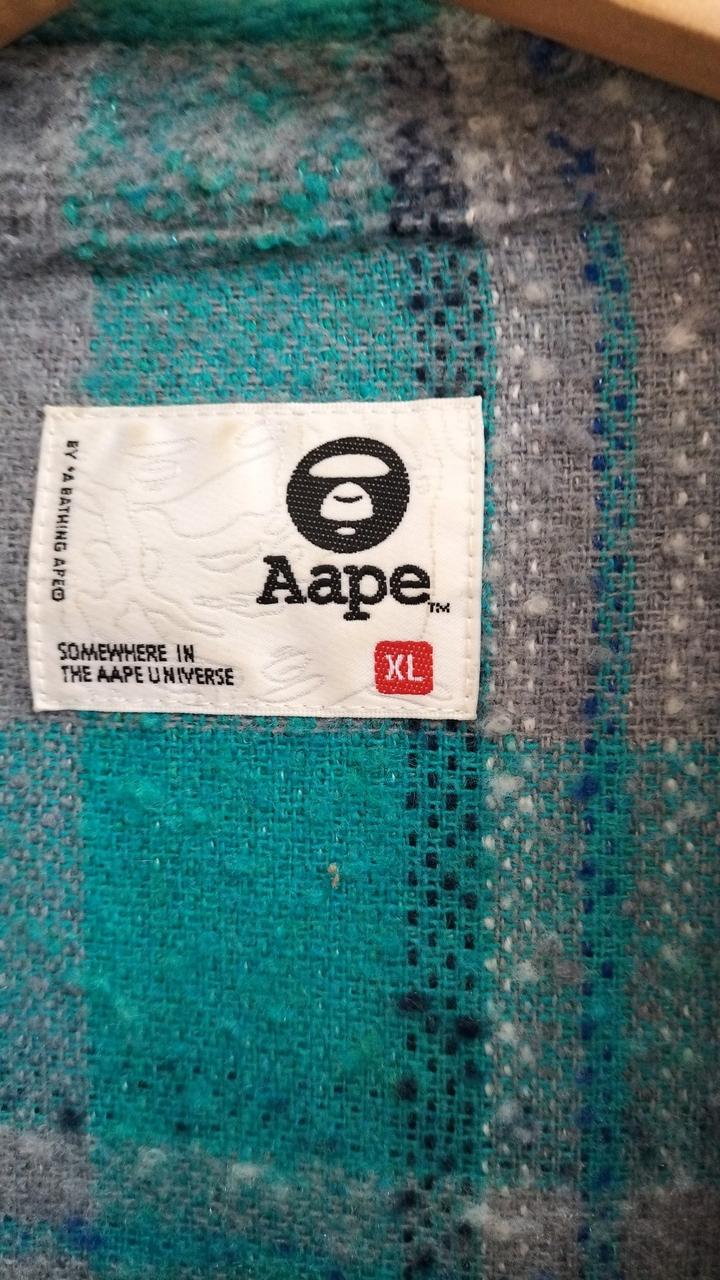 BY *A BATHING APE®
Aape™
SOMEWHERE IN
THE AAPE UNIVERSE
XL